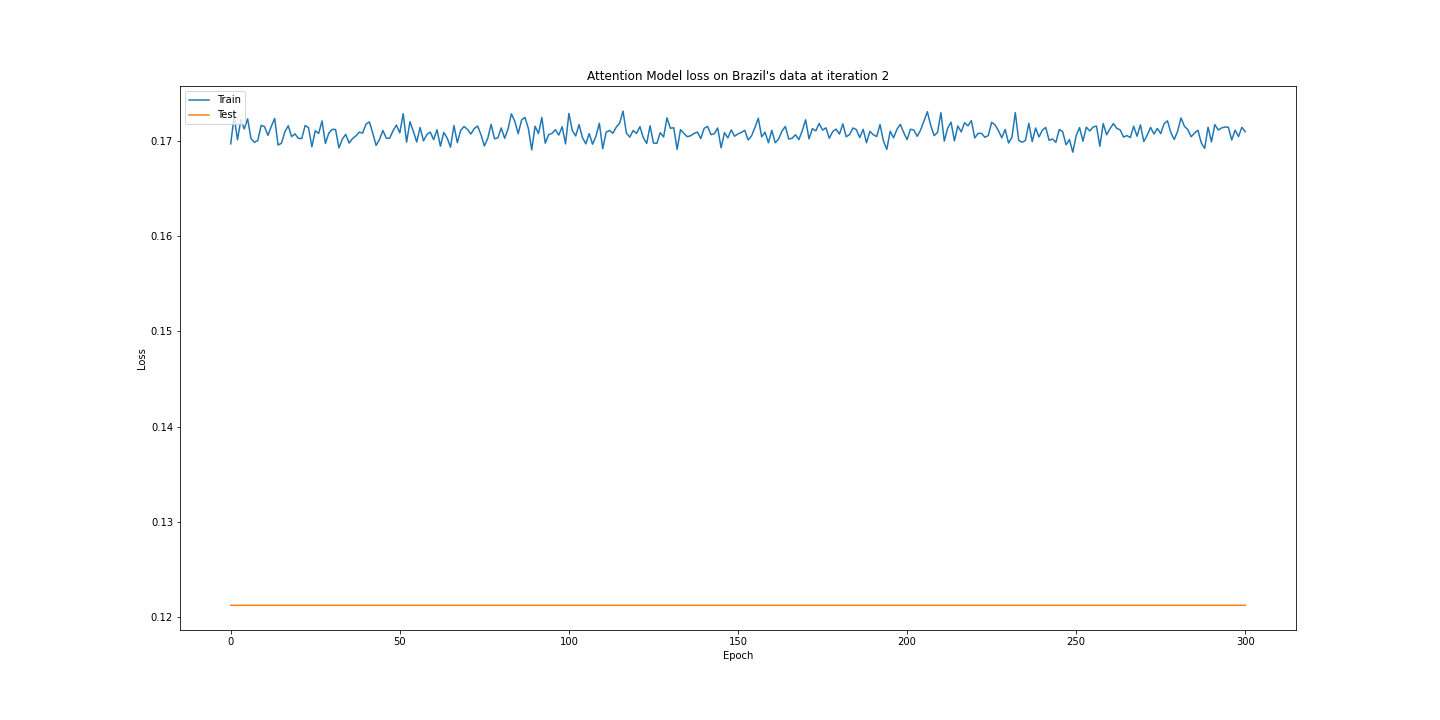 Attention Model loss on Brazil's data at iteration 2
Train
Test
0.17
0.16
0.15
0.14
0.13
0.12
Loss
0 50 100 150 200 250 300
Epoch